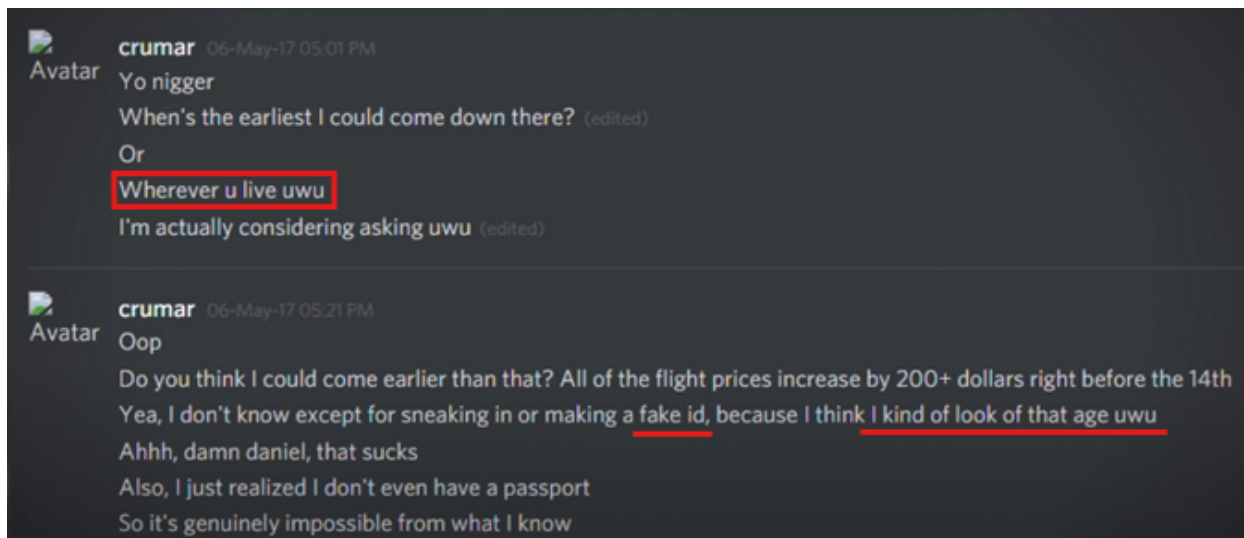 Avatar
crumar 06-May-17 05:01 PM
Yo nigger
When's the earliest I could come down there? (edited)
Or
Wherever u live uwu
I'm actually considering asking uwu (edited)
Avatar
crumar 06-May-17 05:21 PM
Oop
Do you think I could come earlier than that? All of the flight prices increase by 200+ dollars right before the 14th
Yea, I don't know except for sneaking in or making a fake id, because I think I kind of look of that age uwu
Ahhh, damn daniel, that sucks
Also, I just realized I don't even have a passport
So it's genuinely impossible from what I know